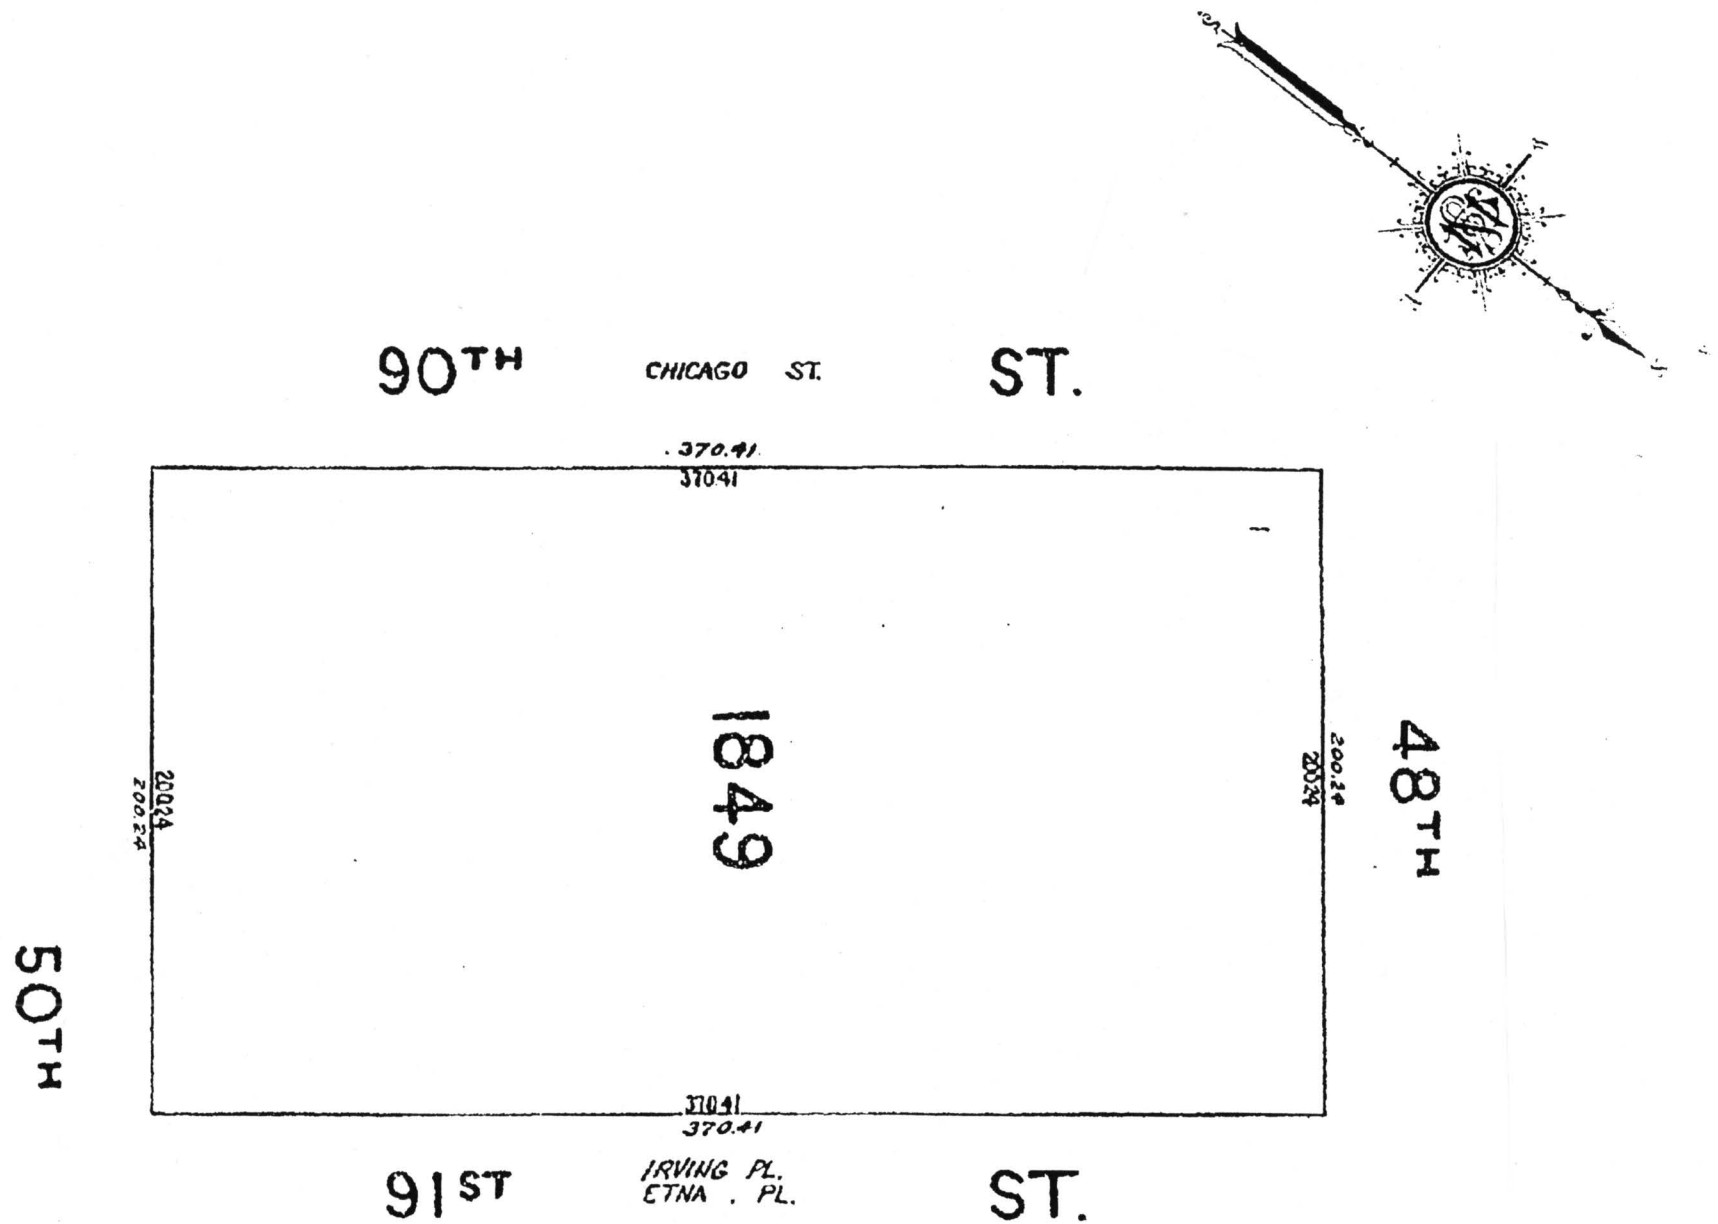 90TH CHICAGO ST. ST.
370.41
370.41
1
1849
200.24
200.24
48TH
200.24
200.24
50TH
370.41
370.41
91ST IRVING PL. ST.
ETNA . PL.